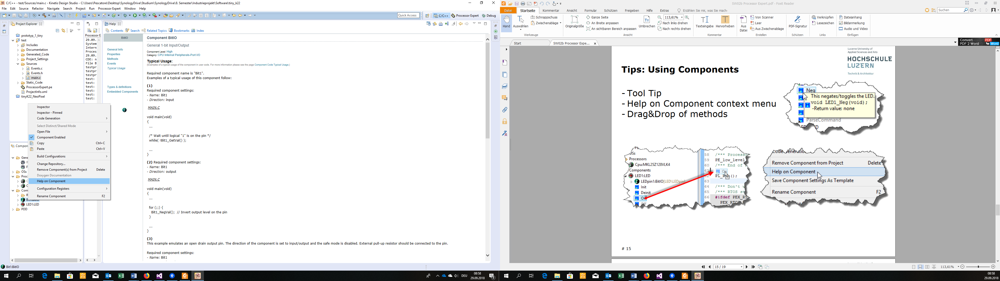 C/C++ - test/Sources/main.c - Kinetis Design Studio - C:\Users\Pescatore\Desktop\SynologyDrive\Studium\SynologyDrive\8. Semester\Industrieprojekt\Software\tiny_k22
File Edit Source Refactor Navigate Search Project Run Processor Expert Window Help
Quick Access
C/C++ Processor Expert Debug
Project Explorer
prototyp_1_tiny
test
Includes
Documentation
Generated_Code
Project_Settings
Sources
Events.c
Events.h
main.c
Static_Code
ProcessorExpert.pe
ProjectInfo.xml
tinyK22_NeoPixel
Inspector
Inspector - Pinned
Code Generation
Select Distinct/Shared Mode
Open File
Component Enabled
Copy Ctrl+C
Paste Ctrl+V
Build Configurations
Change Repository...
Remove Component(s) from Project Delete
Doxygen Documentation
Help on Component
Configuration Registers
Rename Component F2
Compon
Gene
OSs
Proc
Com
Bit1:BitIO
LED1:LED
PDD
Processor E
29.09.
System
Intern
Proces
29.09.
CDE: n
File B
testpr
testpr
testpr
test:
test:
test:
test:
test:
test:
Help
Contents Search Related Topics Bookmarks Index
BitIO
General Info
Properties
Methods
Events
Typical Usage
Types & definitions
Embedded Components
Component BitIO
General 1-bit Input/Output
Component Level: High
Category: CPU Internal Peripherals-Port I/O
Typical Usage:
(Examples of a typical usage of the component in user code. For more information please see the page Component Code Typical Usage.)
Required component name is "Bit1".
Examples of a typical usage of this component follow:
(1)
Required component settings:
- Name: Bit1
- Direction: input
MAIN.C
void main(void)
{
...
/* Wait until logical "1" is on the pin */
while( !Bit1_GetVal() );
...
}
(2) Required component settings:
- Name: Bit1
- Direction: output
MAIN.C
void main(void)
{
...
for (;;) {
Bit1_NegVal(); // Invert output level on the pin
}
...
}
(3)
This example emulates an open drain output pin. The direction of the component is set to input/output and the safe mode is disabled. External pull-up resistor should be connected to the pin.
Required component settings:
- Name: Bit1
Bit1:BitIO
DEU
08:58
29.09.2018
SW02b Processor Expert.pdf - Foxit Reader
Datei Startseite Kommentar Ansicht Formular Schützen Freigeben Hilfe Extras Erzählen Sie mir, was Sie mach
Suchen
Hand
Auswählen
Schnappschuss
Zwischenablage
Werkzeuge
Originalgröße
Ganze Seite
An Breite anpassen
An sichtbaren Bereich anpassen
Umbrechen
113,61%
Nach links drehen
Nach rechts drehen
Ansicht
Texteingabe
Hervorheben
Kommentar
Aus Datei
Von Scanner
Leer
Aus Zwischenablage
Erstellen
PDF-Signatur
Schützen
Verknüpfen
Lesezeichen
Links
Dateianhang
Bildanmerkung
Audio und Video
Einfügen
Start
SW02b Processor Expe...
Convert PDF
PDF 2 Word Word
Lucerne University of
Applied Sciences and Arts
HOCHSCHULE
LUZERN
Technik & Architektur
Tips: Using Components
- Tool Tip
- Help on Component context menu
- Drag&Drop of methods
Neg
This negates/toggles the LED.
void LED1_Neg(void);
-Return value: none
ParseCommand
OSs
Processors
Cpu:MKL25Z128VLK4
Components
LED1:LED
LEDpin1:BitIO[LED\LEDpin]
Init
Deinit
On
Off
58 /*** Processo
59 PE_low_level
60 /*** End of
61 On
62 PL_Run();
63
64 /*** Don't w
65 /*** RTOS st
66 #ifdef PEX_RT
PEX_RTOS
Code Generation
Remove Component from Project Delete
Help on Component
Save Component Settings As Template
Rename Component F2
# 15
15 / 19
113,61%
08:58
29.09.2018